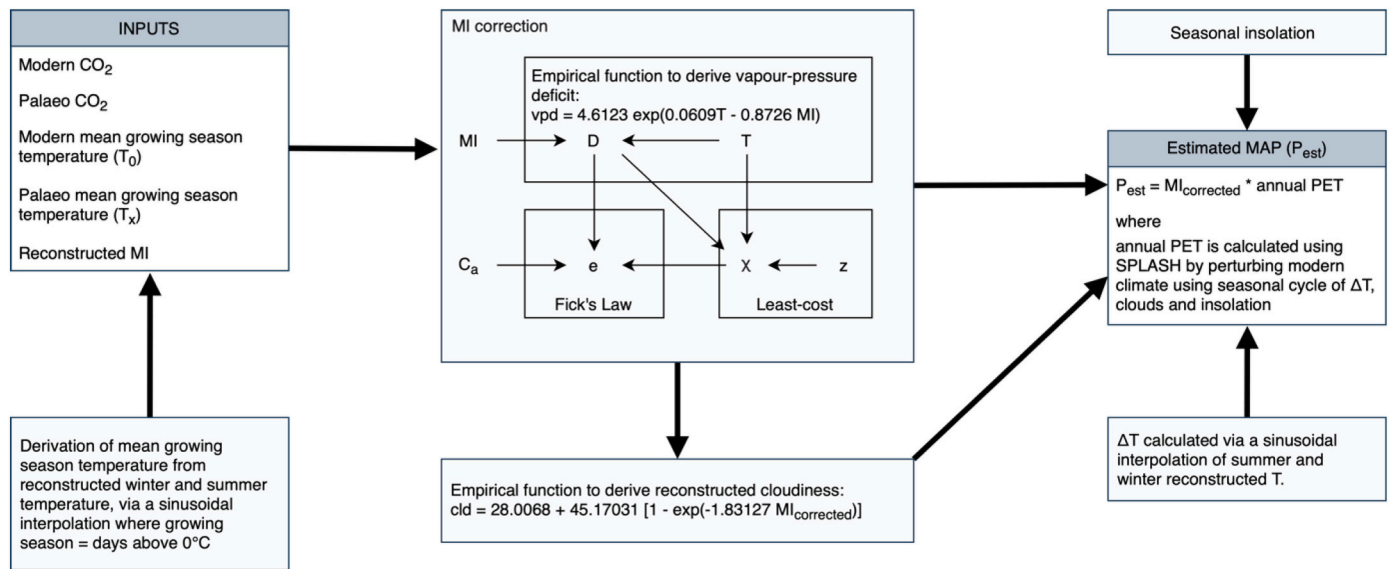 INPUTS
Modern CO₂
Palaeo CO₂
Modern mean growing season
temperature (T₀)
Palaeo mean growing season
temperature (Tₓ)
Reconstructed MI
Derivation of mean growing
season temperature from
reconstructed winter and summer
temperature, via a sinusoidal
interpolation where growing
season = days above 0°C
MI correction
Empirical function to derive vapour-pressure
deficit:
vpd = 4.6123 exp(0.0609T - 0.8726 MI)
MI
D
T
Cₐ
e
χ
z
Fick's Law
Least-cost
Empirical function to derive reconstructed cloudiness:
cld = 28.0068 + 45.17031 [1 - exp(-1.83127 MI_corrected)]
Seasonal insolation
Estimated MAP (P_est)
P_est = MI_corrected * annual PET
where
annual PET is calculated using
SPLASH by perturbing modern
climate using seasonal cycle of ΔT,
clouds and insolation
ΔT calculated via a sinusoidal
interpolation of summer and
winter reconstructed T.